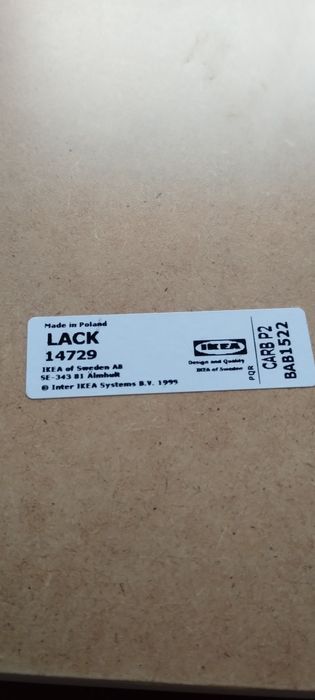 Made in Poland
LACK
14729
IKEA of Sweden AB
SE-343 81 Älmhult
© Inter IKEA Systems B.V. 1999
IKEA
Design and Quality
IKEA of Sweden
PQR
CARB P2
BAB1522